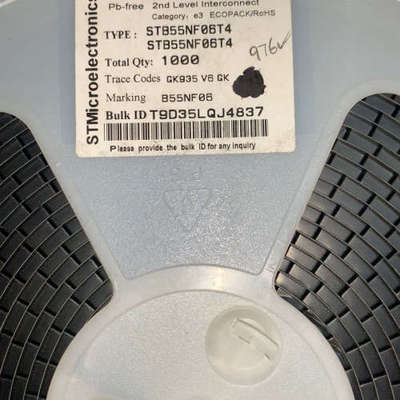 STMicroelectronics
Pb-free 2nd Level Interconnect
Category: e3 ECOPACK/RoHS
TYPE: STB55NF06T4
STB55NF06T4
Total Qty: 1000
Trace Codes GK935 V6 GK
Marking B55NF06
Bulk ID T9D35LQJ4837
Please provide the bulk ID for any inquiry